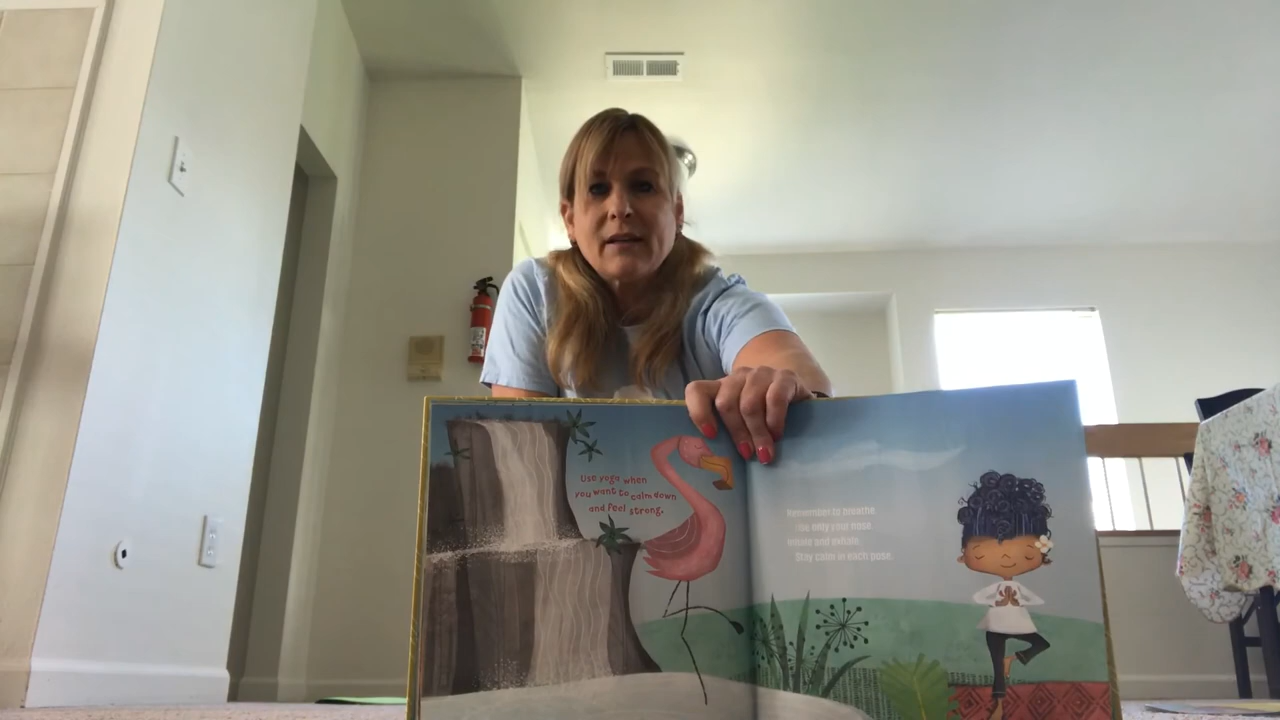 Use yoga when
you want to calm down
and feel strong.
Remember to breathe
Use only your nose
Inhale and exhale.
Stay calm in each pose.